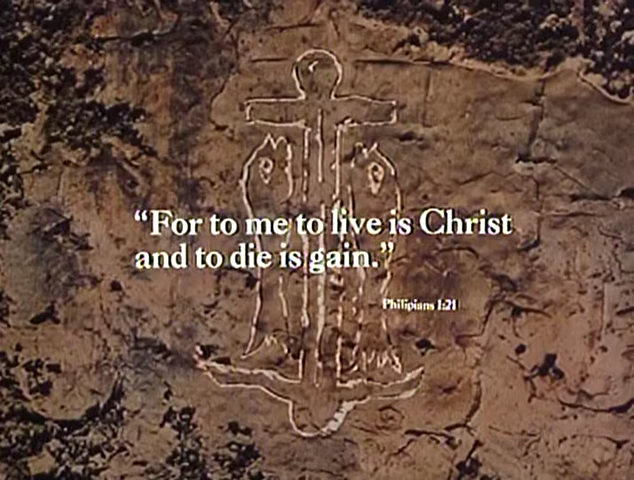 “For to me to live is Christ
and to die is gain.”
Philipians 1:21